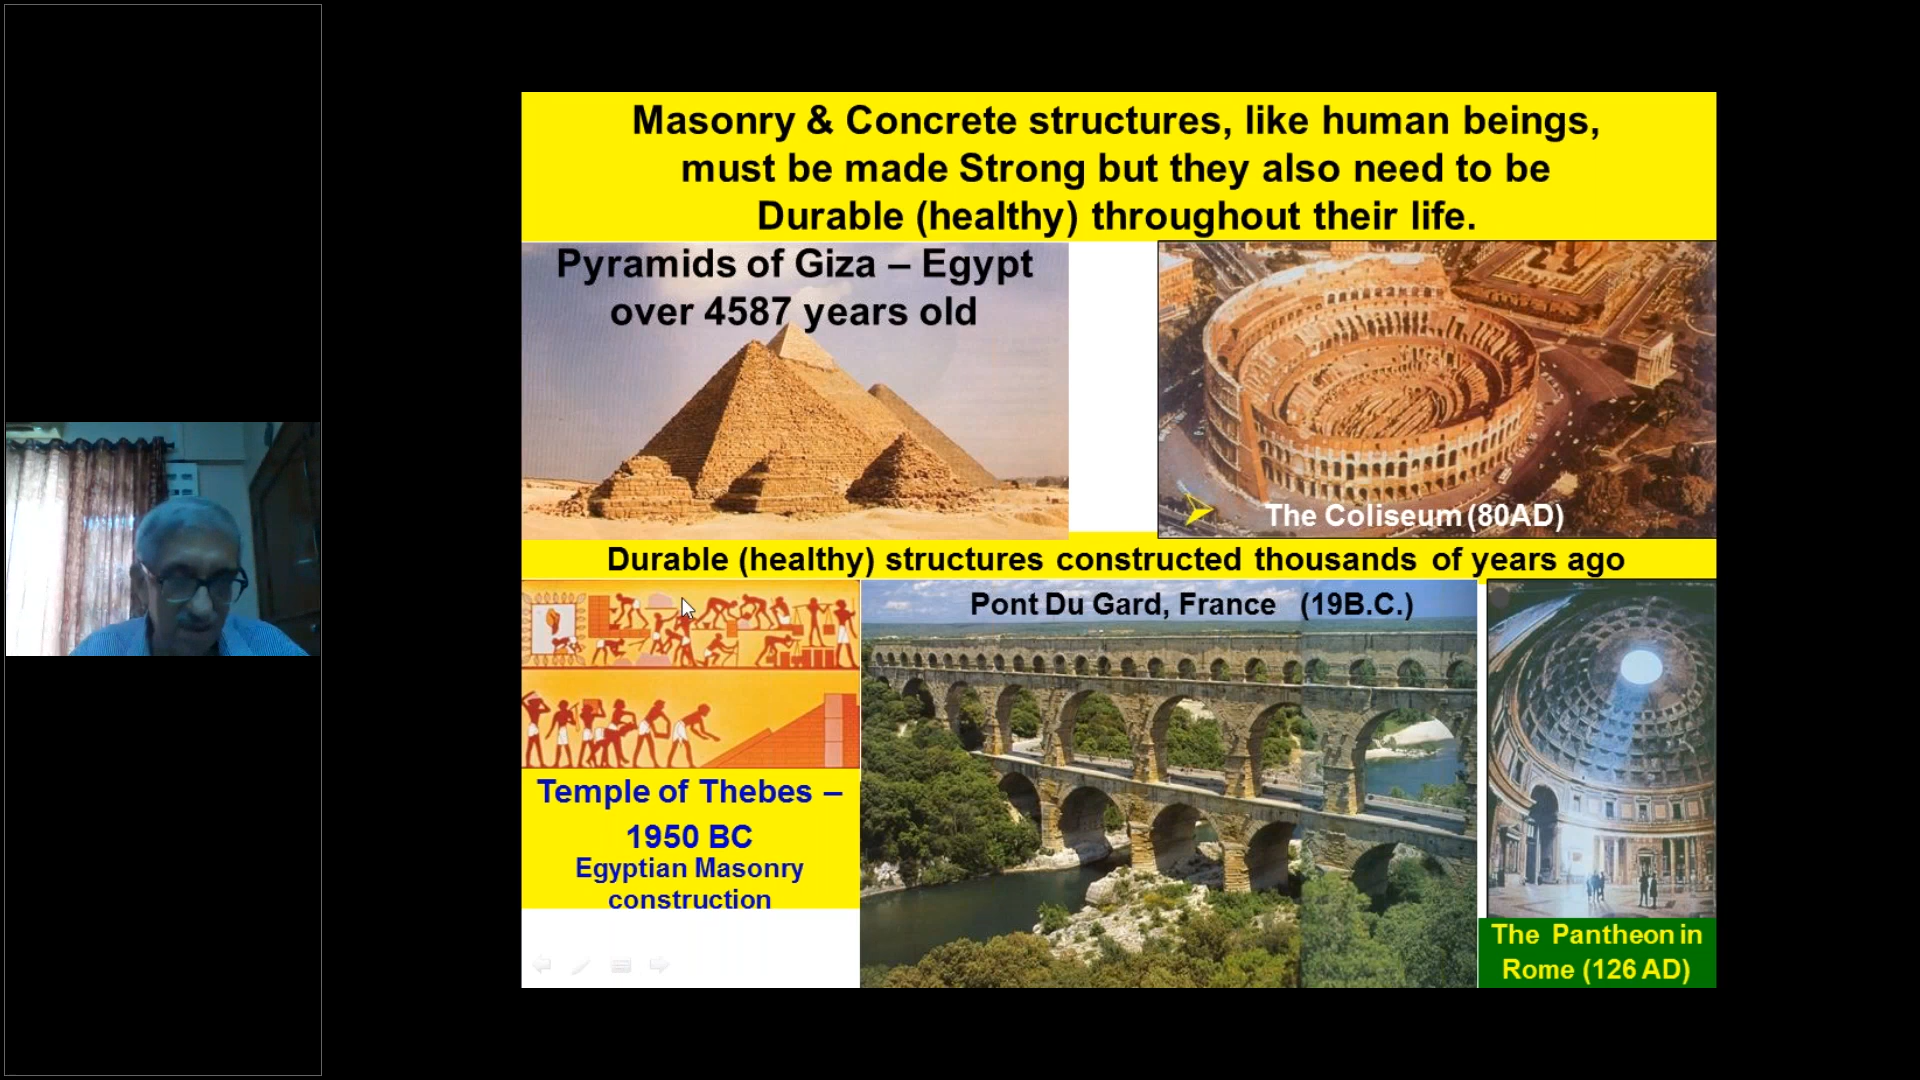 Masonry & Concrete structures, like human beings,
must be made Strong but they also need to be
Durable (healthy) throughout their life.
Pyramids of Giza – Egypt
over 4587 years old
The Coliseum (80AD)
Durable (healthy) structures constructed thousands of years ago
Pont Du Gard, France (19B.C.)
Temple of Thebes –
1950 BC
Egyptian Masonry
construction
The Pantheon in
Rome (126 AD)